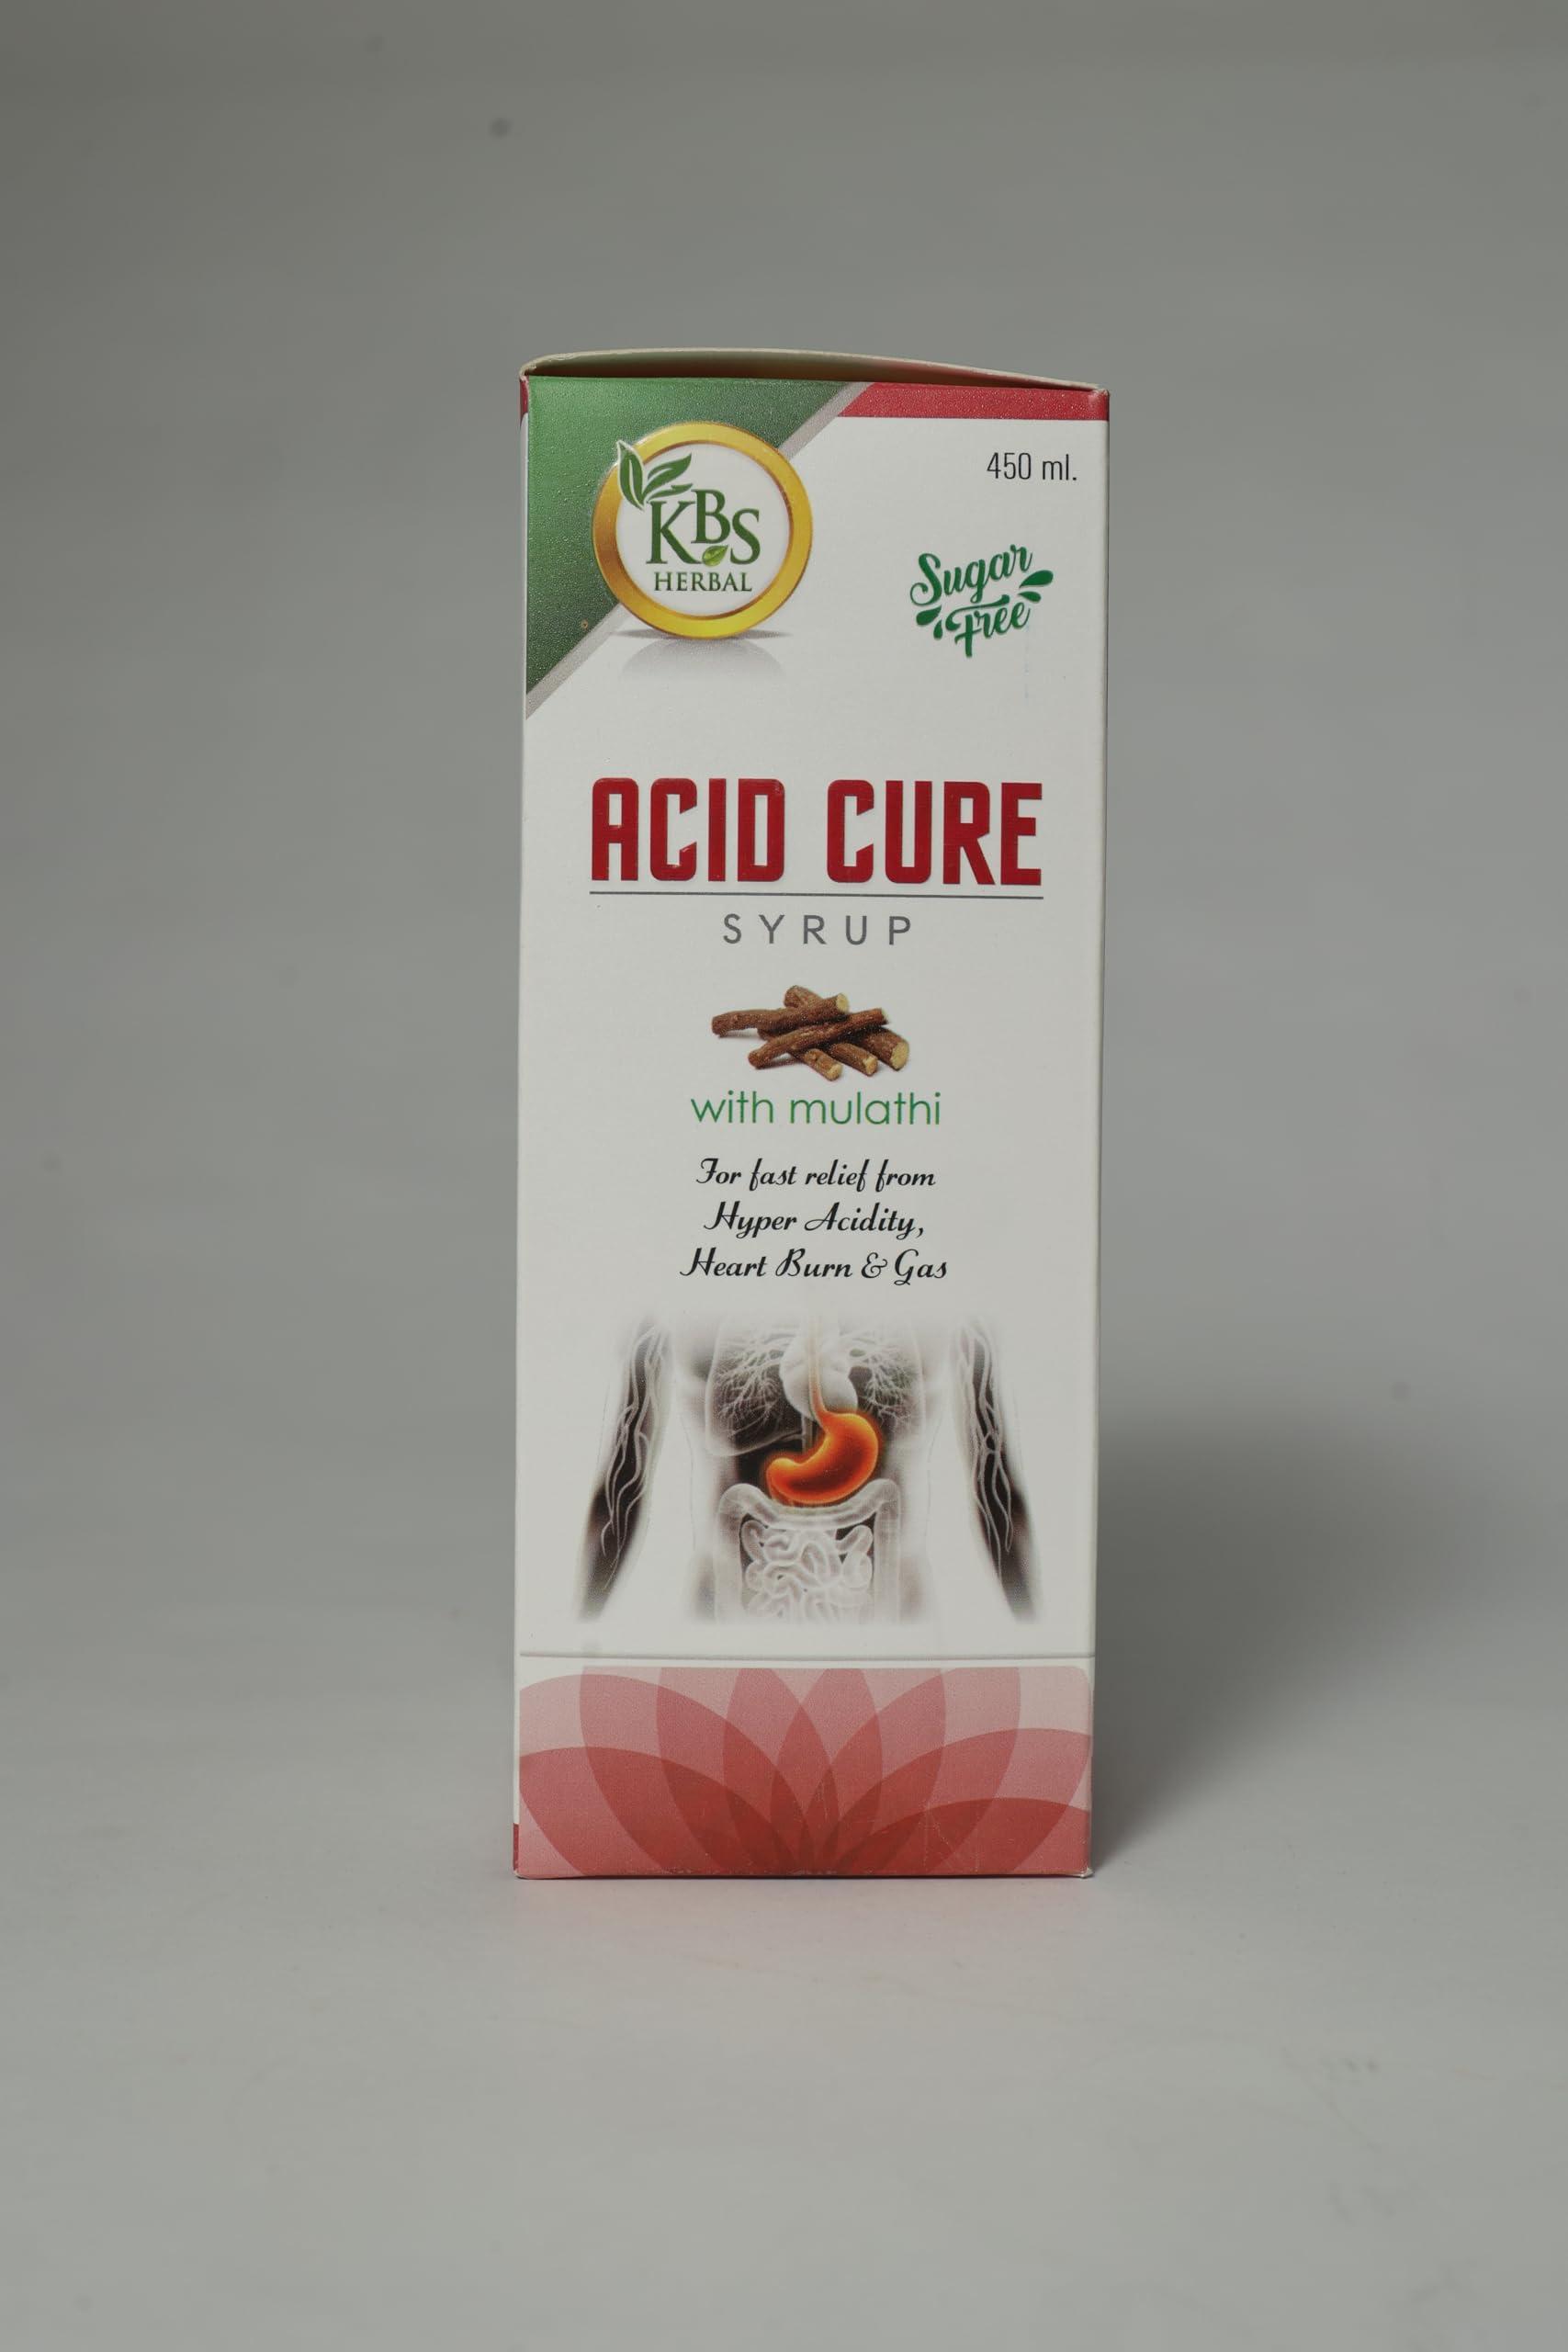 KBS
HERBAL
450 ml.
Sugar
Free
ACID CURE
SYRUP
with mulathi
For fast relief from
Hyper Acidity,
Heart Burn & Gas